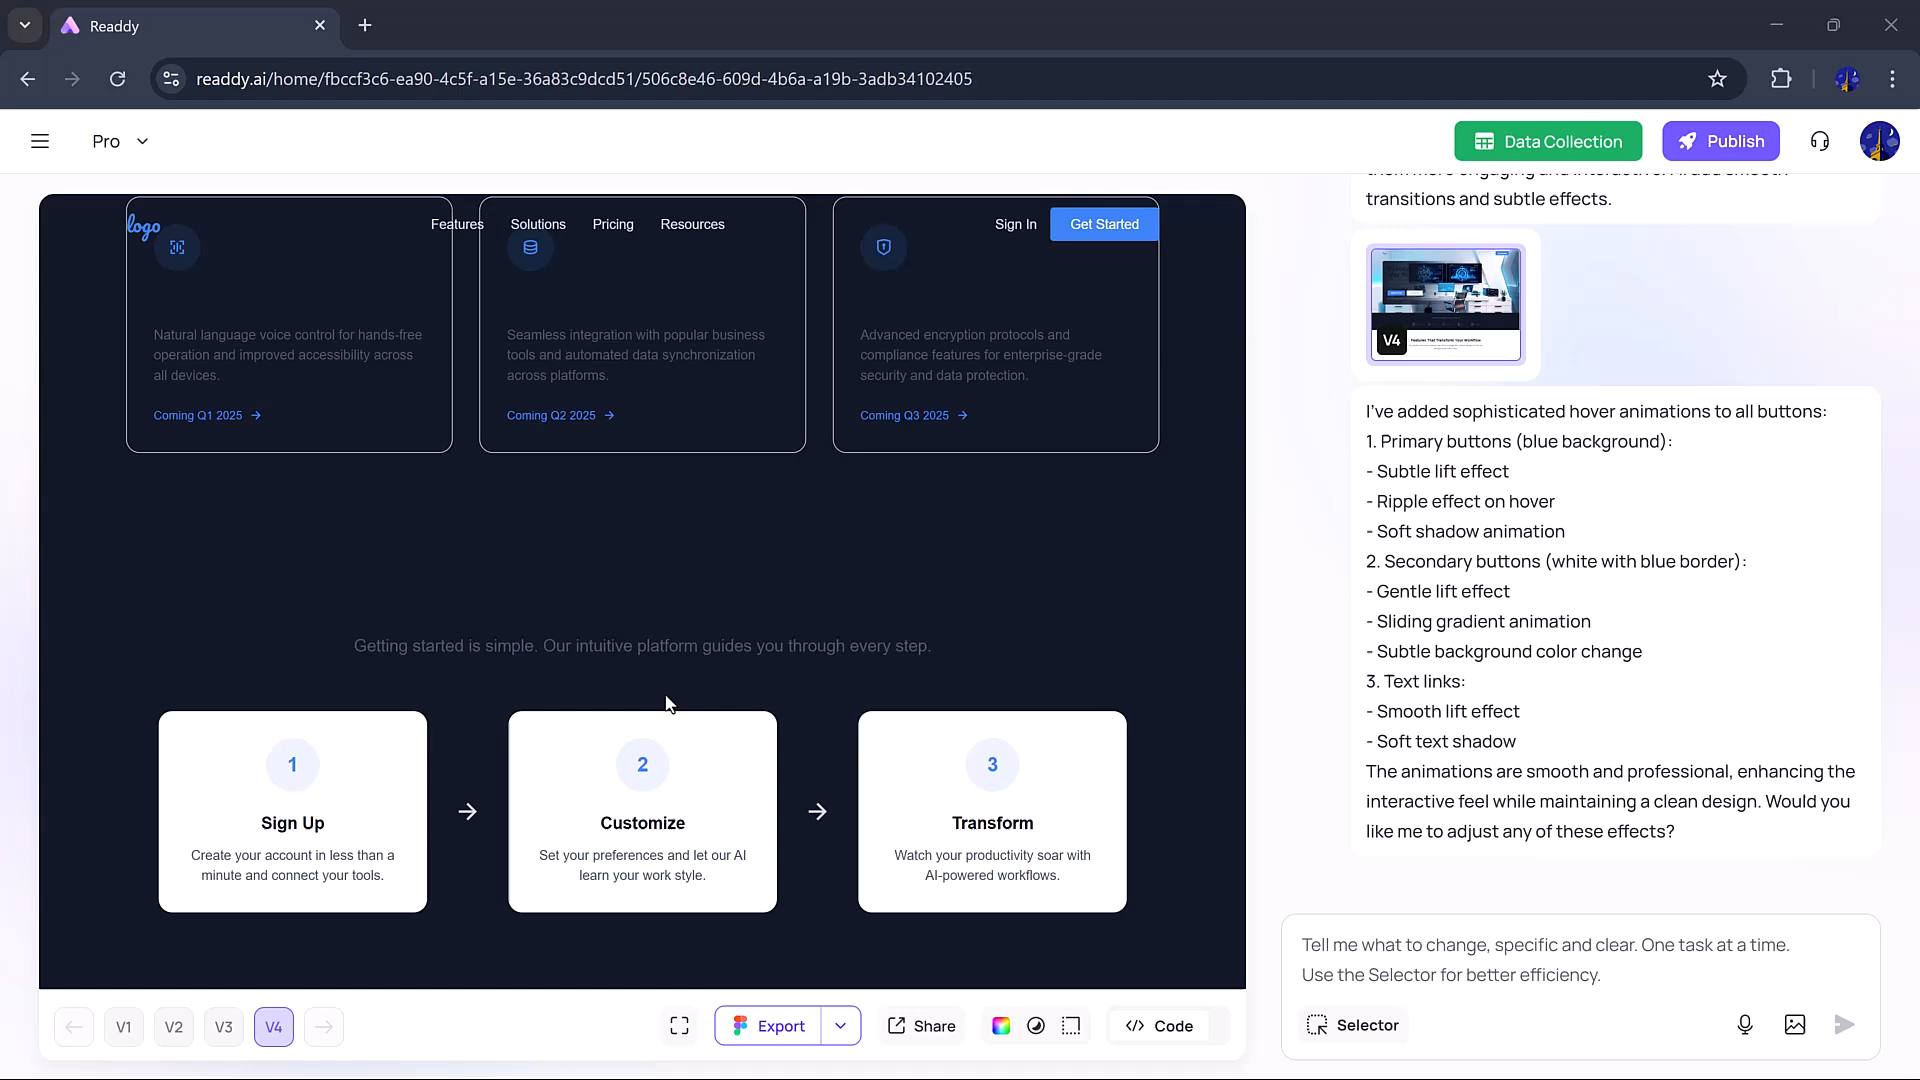 Readdy
readdy.ai/home/fbccf3c6-ea90-4c5f-a15e-36a83c9dcd51/506c8e46-609d-4b6a-a19b-3adb34102405
Pro
Data Collection
Publish
logo
Features
Solutions
Pricing
Resources
Sign In
Get Started
Natural language voice control for hands-free
operation and improved accessibility across
all devices.
Coming Q1 2025
Seamless integration with popular business
tools and automated data synchronization
across platforms.
Coming Q2 2025
Advanced encryption protocols and
compliance features for enterprise-grade
security and data protection.
Coming Q3 2025
Getting started is simple. Our intuitive platform guides you through every step.
1
Sign Up
Create your account in less than a
minute and connect your tools.
2
Customize
Set your preferences and let our AI
learn your work style.
3
Transform
Watch your productivity soar with
AI-powered workflows.
V1
V2
V3
V4
Export
Share
Code
transitions and subtle effects.
V4
Features That Transform Your Workflow
I've added sophisticated hover animations to all buttons:
1. Primary buttons (blue background):
- Subtle lift effect
- Ripple effect on hover
- Soft shadow animation
2. Secondary buttons (white with blue border):
- Gentle lift effect
- Sliding gradient animation
- Subtle background color change
3. Text links:
- Smooth lift effect
- Soft text shadow
The animations are smooth and professional, enhancing the
interactive feel while maintaining a clean design. Would you
like me to adjust any of these effects?
Tell me what to change, specific and clear. One task at a time.
Use the Selector for better efficiency.
Selector